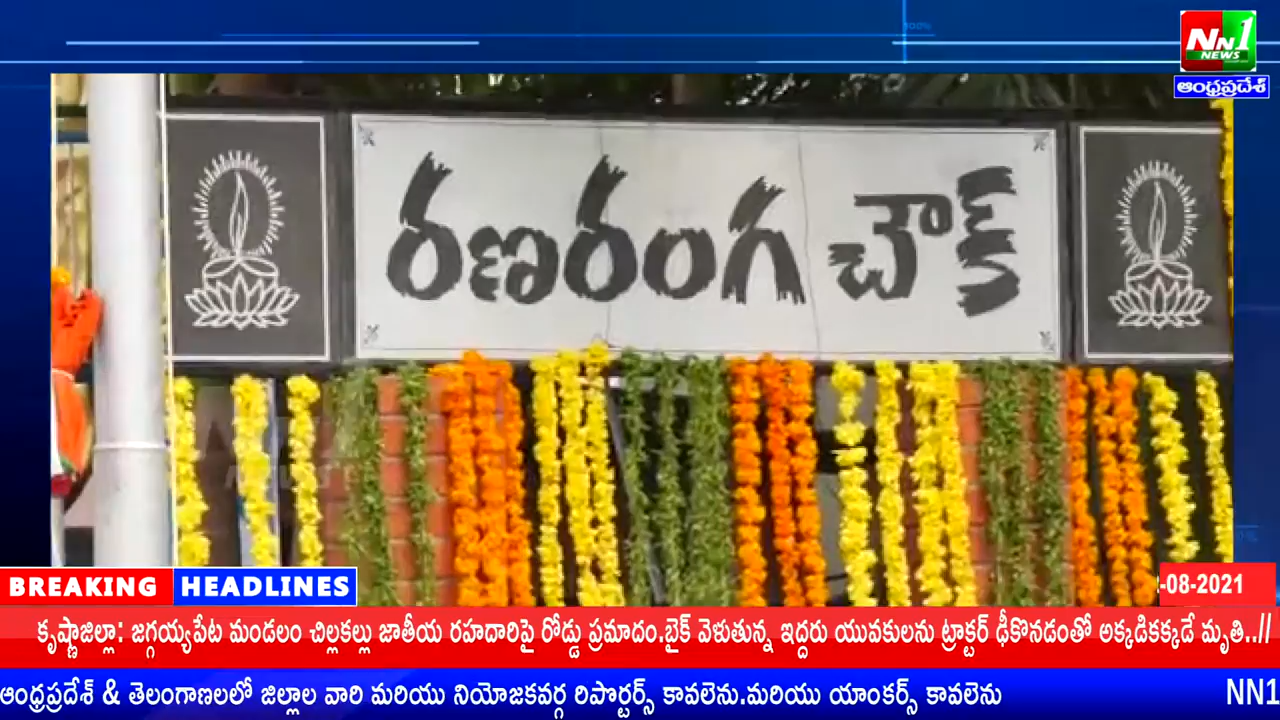 NN1
NEWS
ఆంధ్రప్రదేశ్
రణరంగ చౌక్
BREAKING HEADLINES
-08-2021
కృష్ణాజిల్లా: జగ్గయ్యపేట మండలం చిల్లకల్లు జాతీయ రహదారిపై రోడ్డు ప్రమాదం.బైక్ వెళుతున్న ఇద్దరు యువకులను ట్రాక్టర్ ఢీకొనడంతో అక్కడికక్కడే మృతి..//
ఆంధ్రప్రదేశ్ & తెలంగాణలలో జిల్లాల వారి మరియు నియోజకవర్గ రిపొర్టర్స్ కావలెను.మరియు యాంకర్స్ కావలెను NN1